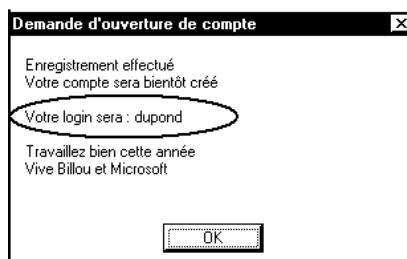 Demande d'ouverture de compte
Enregistrement effectué
Votre compte sera bientôt créé
Votre login sera : dupond
Travaillez bien cette année
Vive Billou et Microsoft
OK